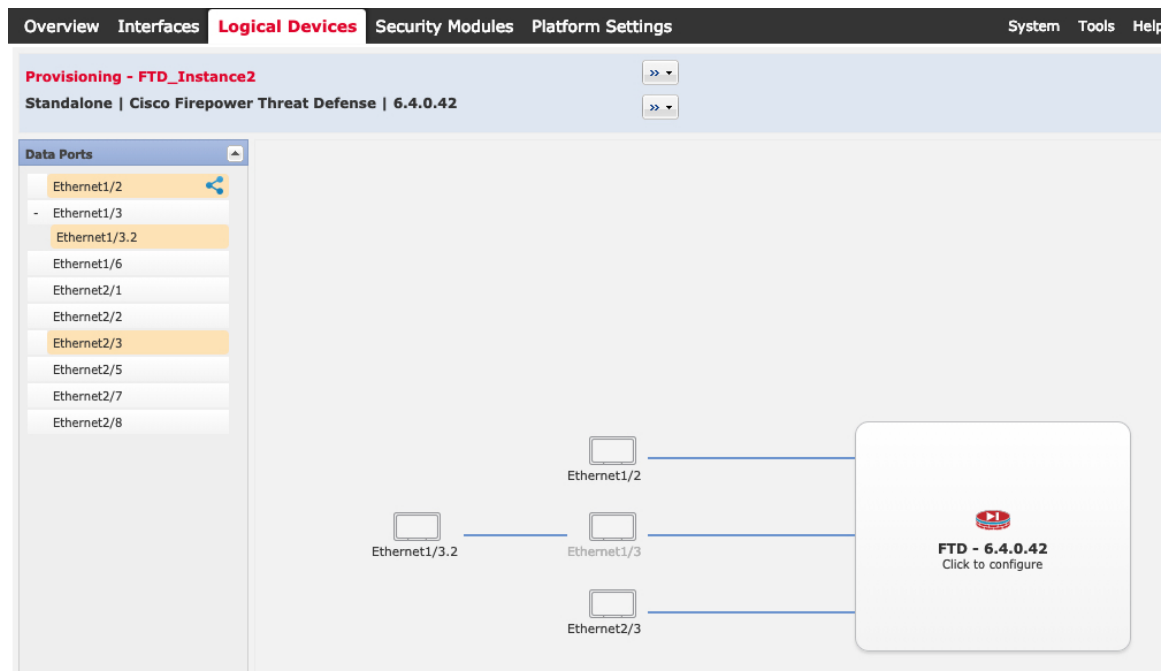 Overview Interfaces Logical Devices Security Modules Platform Settings System Tools Help
Provisioning - FTD_Instance2
Standalone | Cisco Firepower Threat Defense | 6.4.0.42
Data Ports
Ethernet1/2
- Ethernet1/3
Ethernet1/3.2
Ethernet1/6
Ethernet2/1
Ethernet2/2
Ethernet2/3
Ethernet2/5
Ethernet2/7
Ethernet2/8
Ethernet1/2
Ethernet1/3.2
Ethernet1/3
Ethernet2/3
FTD - 6.4.0.42
Click to configure